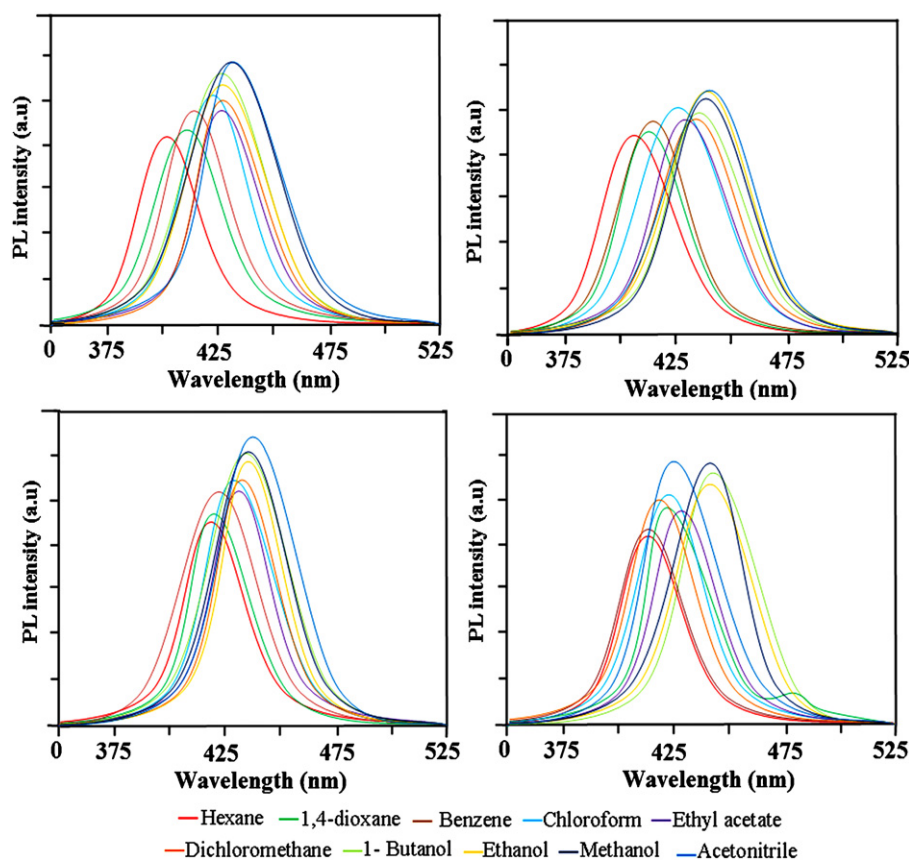 PL intensity (a.u)
0 375 425 475 525
Wavelength (nm)
PL intensity (a.u)
0 375 425 475 525
Wavelength (nm)
PL intensity (a.u)
0 375 425 475 525
Wavelength (nm)
PL intensity (a.u)
0 375 425 475 525
Wavelength (nm)
Hexane 1,4-dioxane Benzene Chloroform Ethyl acetate
Dichloromethane 1- Butanol Ethanol Methanol Acetonitrile